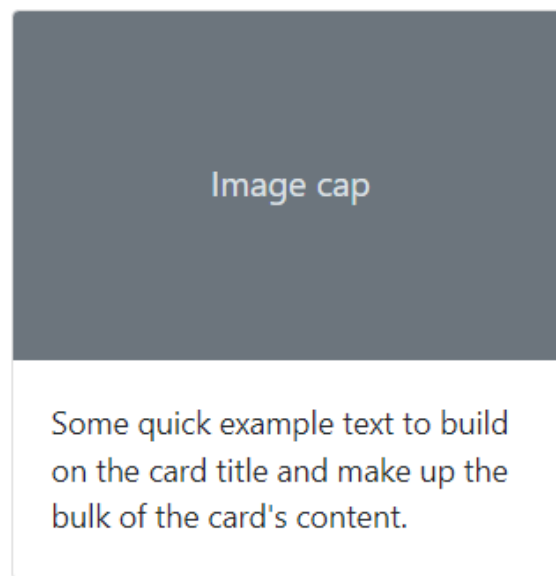 Image cap
Some quick example text to build
on the card title and make up the
bulk of the card's content.